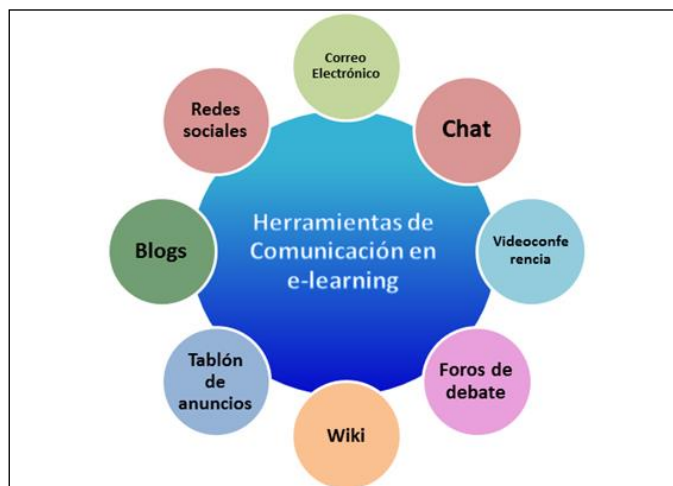 Correo
Electrónico
Redes
sociales
Chat
Herramientas de
Comunicación en
e-learning
Blogs
Videoconfe
rencia
Tablón
de
anuncios
Foros de
debate
Wiki